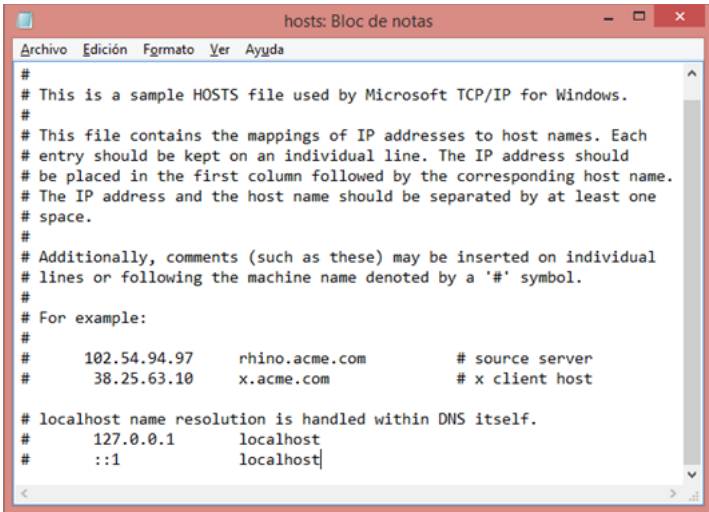 hosts: Bloc de notas
Archivo Edición Formato Ver Ayuda
#
# This is a sample HOSTS file used by Microsoft TCP/IP for Windows.
#
# This file contains the mappings of IP addresses to host names. Each
# entry should be kept on an individual line. The IP address should
# be placed in the first column followed by the corresponding host name.
# The IP address and the host name should be separated by at least one
# space.
#
# Additionally, comments (such as these) may be inserted on individual
# lines or following the machine name denoted by a '#' symbol.
#
# For example:
#
# 102.54.94.97 rhino.acme.com # source server
# 38.25.63.10 x.acme.com # x client host
# localhost name resolution is handled within DNS itself.
# 127.0.0.1 localhost
# ::1 localhost